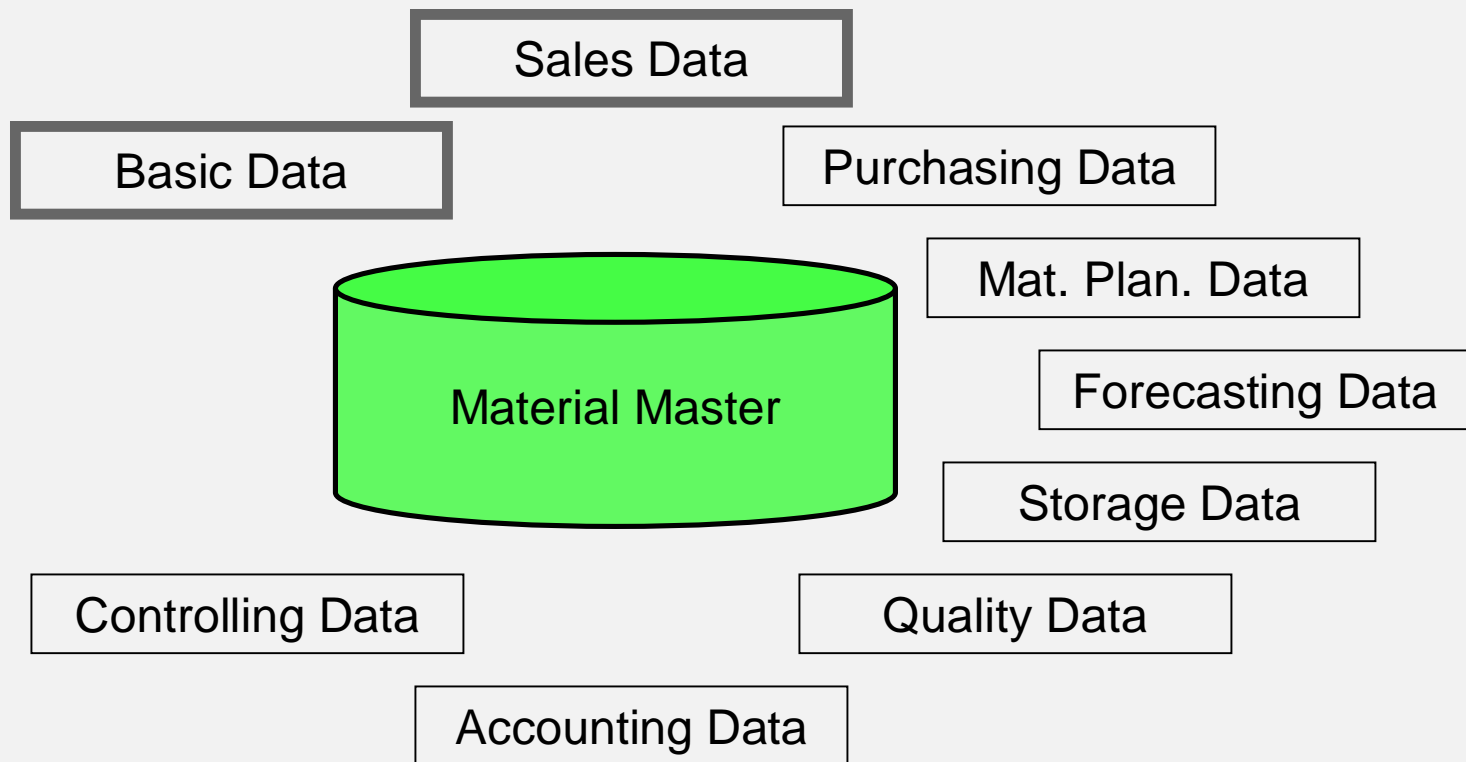 Sales Data
Basic Data
Purchasing Data
Mat. Plan. Data
Forecasting Data
Material Master
Storage Data
Controlling Data
Quality Data
Accounting Data